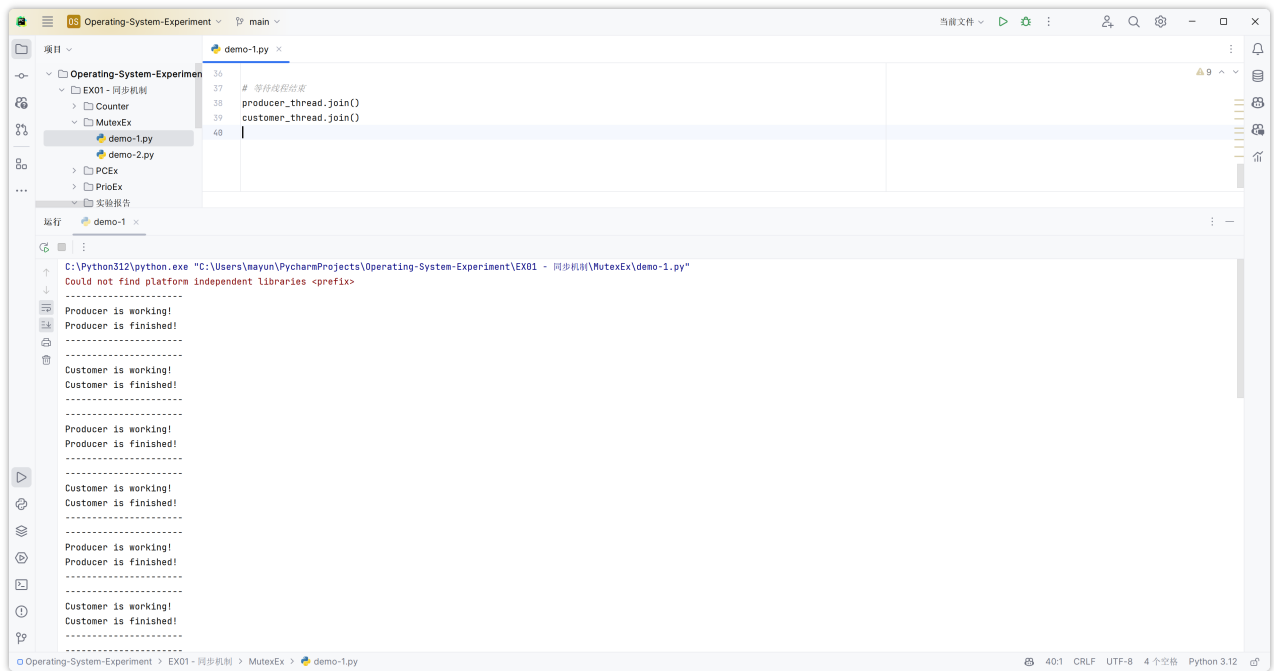 OS Operating-System-Experiment main 当前文件
项目
demo-1.py
Operating-System-Experimen
EX01 - 同步机制
Counter
MutexEx
demo-1.py
demo-2.py
PCEx
PrioEx
实验报告
36
37 # 等待线程结束
38 producer_thread.join()
39 customer_thread.join()
40
9
运行 demo-1
C:\Python312\python.exe "C:\Users\mayun\PycharmProjects\Operating-System-Experiment\EX01 - 同步机制\MutexEx\demo-1.py"
Could not find platform independent libraries <prefix>
---------------------
Producer is working!
Producer is finished!
---------------------
---------------------
Customer is working!
Customer is finished!
---------------------
---------------------
Producer is working!
Producer is finished!
---------------------
---------------------
Customer is working!
Customer is finished!
---------------------
---------------------
Producer is working!
Producer is finished!
---------------------
---------------------
Customer is working!
Customer is finished!
---------------------
---------------------
Operating-System-Experiment > EX01 - 同步机制 > MutexEx > demo-1.py 40:1 CRLF UTF-8 4 个空格 Python 3.12